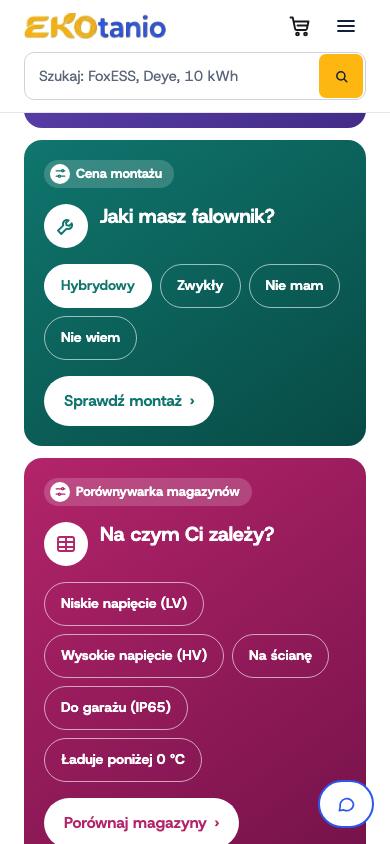 EKOtanio
Szukaj: FoxESS, Deye, 10 kWh
Cena montażu
Jaki masz falownik?
Hybrydowy
Zwykły
Nie mam
Nie wiem
Sprawdź montaż ›
Porównywarka magazynów
Na czym Ci zależy?
Niskie napięcie (LV)
Wysokie napięcie (HV)
Na ścianę
Do garażu (IP65)
Ładuje poniżej 0 °C
Porównaj magazyny ›